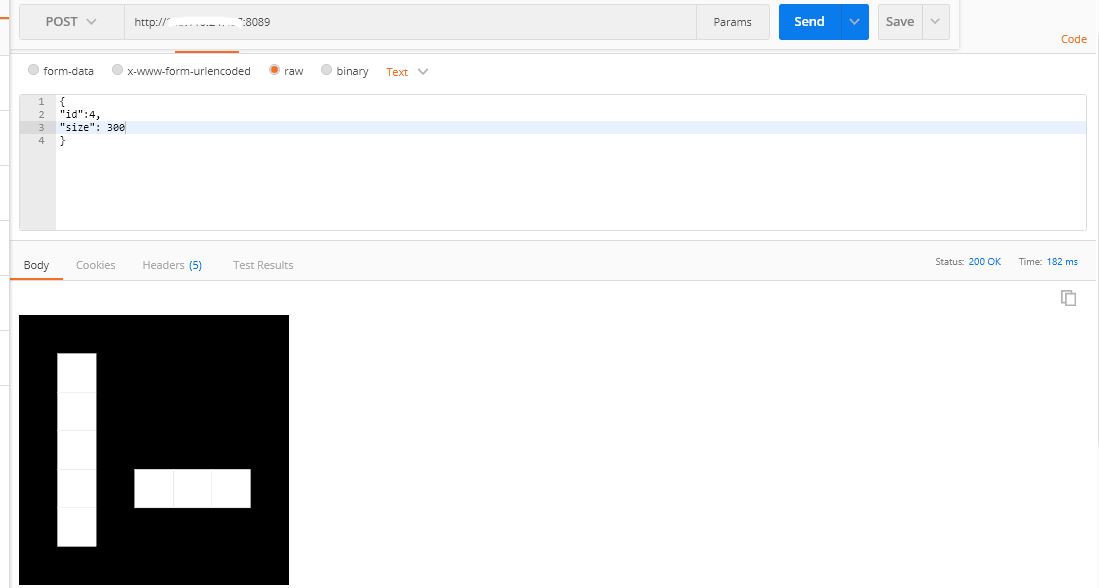 POST
http://
:8089
Params
Send
Save
Code
form-data
x-www-form-urlencoded
raw
binary
Text
1 {
2 "id":4,
3 "size": 300
4 }
Body
Cookies
Headers (5)
Test Results
Status: 200 OK
Time: 182 ms